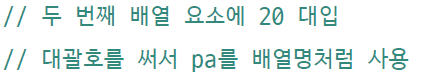 // 두 번째 배열 요소에 20 대입
// 대괄호를 써서 pa를 배열명처럼 사용